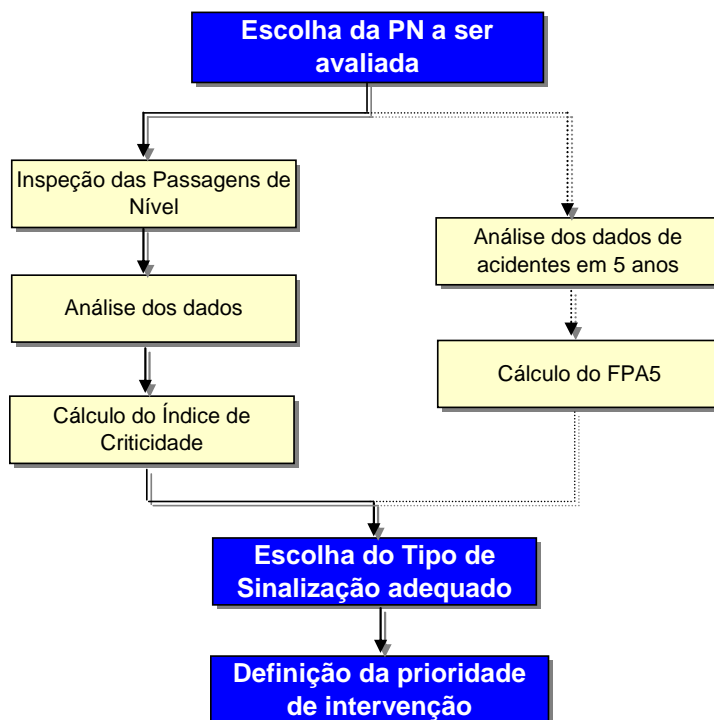 Escolha da PN a ser
avaliada
Inspeção das Passagens de
Nível
Análise dos dados
Cálculo do Índice de
Criticidade
Análise dos dados de
acidentes em 5 anos
Cálculo do FPA5
Escolha do Tipo de
Sinalização adequado
Definição da prioridade
de intervenção